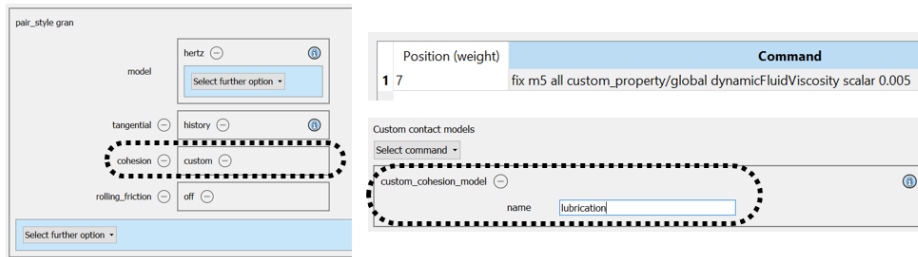 pair_style gran
model
hertz
Select further option
tangential
history
cohesion
custom
rolling_friction
off
Select further option
Position (weight) Command
1 7 fix m5 all custom_property/global dynamicFluidViscosity scalar 0.005
Custom contact models
Select command
custom_cohesion_model
name lubrication